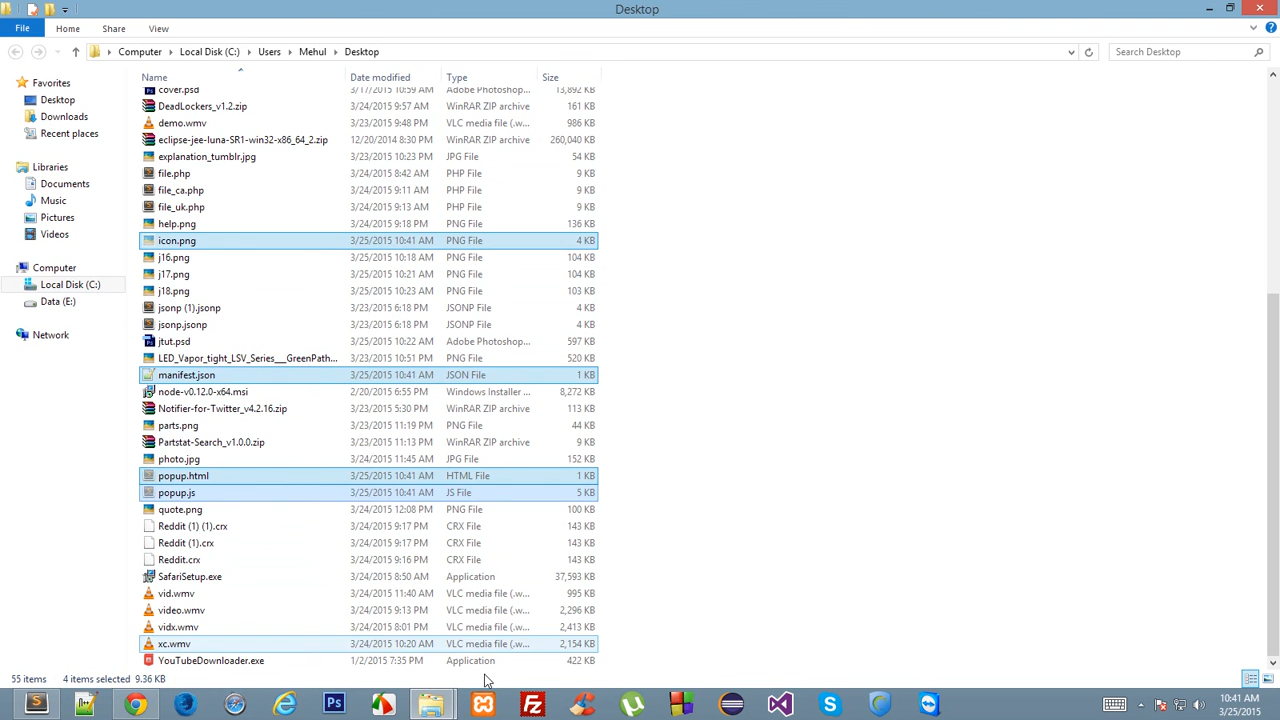 Desktop
File Home Share View
Computer Local Disk (C:) Users Mehul Desktop Search Desktop
Name Date modified Type Size
Favorites
Desktop
Downloads
Recent places
Libraries
Documents
Music
Pictures
Videos
Computer
Local Disk (C:)
Data (E:)
Network
cover.psd 3/17/2015 10:59 AM Adobe Photoshop... 13,892 KB
DeadLockers_v1.2.zip 3/24/2015 9:57 AM WinRAR ZIP archive 161 KB
demo.wmv 3/23/2015 9:48 PM VLC media file (.w... 986 KB
eclipse-jee-luna-SR1-win32-x86_64_2.zip 12/20/2014 8:30 PM WinRAR ZIP archive 260,040 KB
explanation_tumblr.jpg 3/23/2015 10:23 PM JPG File 54 KB
file.php 3/24/2015 8:42 AM PHP File 9 KB
file_ca.php 3/24/2015 9:11 AM PHP File 9 KB
file_uk.php 3/24/2015 9:13 AM PHP File 9 KB
help.png 3/24/2015 9:18 PM PNG File 136 KB
icon.png 3/25/2015 10:41 AM PNG File 4 KB
j16.png 3/25/2015 10:18 AM PNG File 104 KB
j17.png 3/25/2015 10:21 AM PNG File 104 KB
j18.png 3/25/2015 10:22 AM PNG File 103 KB
jsonp (1).jsonp 3/23/2015 6:18 PM JSONP File 4 KB
jsonp.jsonp 3/23/2015 6:18 PM JSONP File 4 KB
jtut.psd 3/25/2015 10:22 AM Adobe Photoshop... 597 KB
LED_Vapor_tight_LSV_Series___GreenPath... 3/23/2015 10:51 PM PNG File 520 KB
manifest.json 3/25/2015 10:41 AM JSON File 1 KB
node-v0.12.0-x64.msi 2/20/2015 6:55 PM Windows Installer ... 8,272 KB
Notifier-for-Twitter_v4.2.16.zip 3/23/2015 5:30 PM WinRAR ZIP archive 113 KB
parts.png 3/23/2015 11:19 PM PNG File 44 KB
Partstat-Search_v1.0.0.zip 3/23/2015 11:13 PM WinRAR ZIP archive 9 KB
photo.jpg 3/24/2015 11:45 AM JPG File 152 KB
popup.html 3/25/2015 10:41 AM HTML File 1 KB
popup.js 3/25/2015 10:41 AM JS File 5 KB
quote.png 3/24/2015 12:08 PM PNG File 100 KB
Reddit (1) (1).crx 3/24/2015 9:17 PM CRX File 143 KB
Reddit (1).crx 3/24/2015 9:17 PM CRX File 143 KB
Reddit.crx 3/24/2015 9:16 PM CRX File 143 KB
SafariSetup.exe 3/24/2015 8:50 AM Application 37,593 KB
vid.wmv 3/24/2015 11:40 AM VLC media file (.w... 995 KB
video.wmv 3/24/2015 9:13 PM VLC media file (.w... 2,296 KB
vidx.wmv 3/24/2015 8:01 PM VLC media file (.w... 2,413 KB
xc.wmv 3/24/2015 10:20 AM VLC media file (.w... 2,154 KB
YouTubeDownloader.exe 1/2/2015 7:35 PM Application 422 KB
55 items 4 items selected 9.36 KB
Ps Fz
10:41 AM
3/25/2015